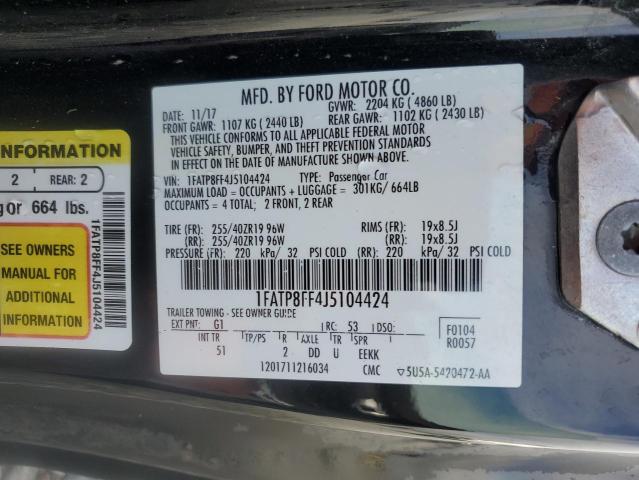 INFORMATION
2 REAR: 2
g or 664 lbs.
SEE OWNERS
MANUAL FOR
ADDITIONAL
INFORMATION
1FATP8FF4J5104424
MFD. BY FORD MOTOR CO.
DATE: 11/17 GVWR: 2204 KG ( 4860 LB)
FRONT GAWR: 1107 KG ( 2440 LB) REAR GAWR: 1102 KG ( 2430 LB)
THIS VEHICLE CONFORMS TO ALL APPLICABLE FEDERAL MOTOR
VEHICLE SAFETY, BUMPER, AND THEFT PREVENTION STANDARDS
IN EFFECT ON THE DATE OF MANUFACTURE SHOWN ABOVE.
VIN: 1FATP8FF4J5104424 TYPE: Passenger Car
MAXIMUM LOAD = OCCUPANTS + LUGGAGE = 301KG/ 664LB
OCCUPANTS = 4 TOTAL; 2 FRONT, 2 REAR
TIRE (FR): 255/40ZR19 96W RIMS (FR): 19x8.5J
(RR): 255/40ZR19 96W (RR): 19x8.5J
PRESSURE (FR): 220 kPa/ 32 PSI COLD (RR): 220 kPa/ 32 PSI COLD
1FATP8FF4J5104424
TRAILER TOWING - SEE OWNER GUIDE
EXT PNT: G1 RC: 53 DSO: F0104
INT TR TP/PS R AXLE TR SPR R0057
51 2 DD U EEKK
1201711216034 CMC ▽5U5A-5420472-AA